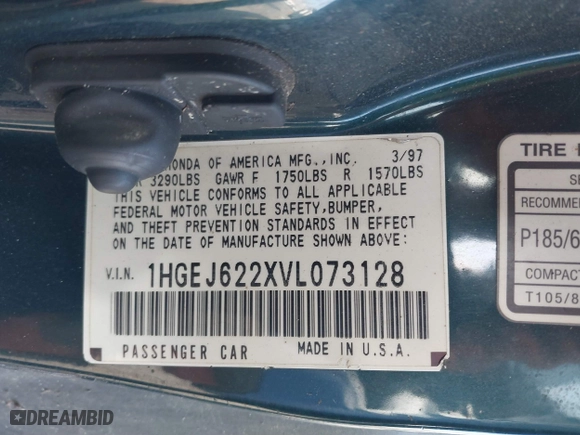 HONDA OF AMERICA MFG.,INC. 3/97
3290LBS GAWR F 1750LBS R 1570LBS
THIS VEHICLE CONFORMS TO ALL APPLICABLE
FEDERAL MOTOR VEHICLE SAFETY,BUMPER,
AND THEFT PREVENTION STANDARDS IN EFFECT
ON THE DATE OF MANUFACTURE SHOWN ABOVE:
V.I.N. 1HGEJ622XVL073128
PASSENGER CAR MADE IN U.S.A.
TIRE
RECOMME
P185/6
COMPACT
T105/8
DREAMBID